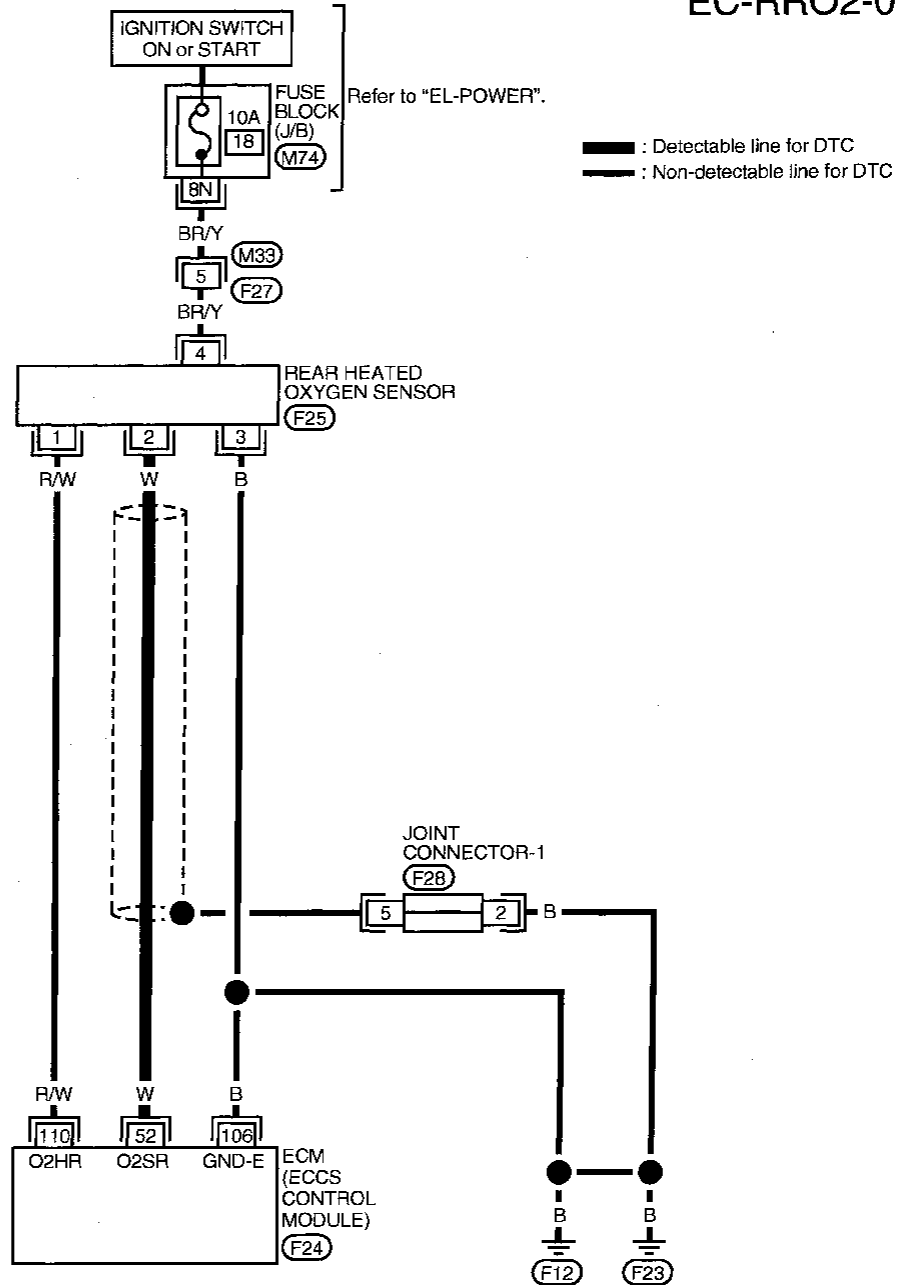 EC-RRO2-0
IGNITION SWITCH
ON or START
FUSE
BLOCK
(J/B)
M74
10A
18
8N
Refer to "EL-POWER".
: Detectable line for DTC
: Non-detectable line for DTC
BR/Y
M33
5
F27
BR/Y
4
REAR HEATED
OXYGEN SENSOR
F25
1 2 3
R/W W B
JOINT
CONNECTOR-1
F28
5 2 B
R/W W B
110 52 106
O2HR O2SR GND-E
ECM
(ECCS
CONTROL
MODULE)
F24
B B
F12 F23